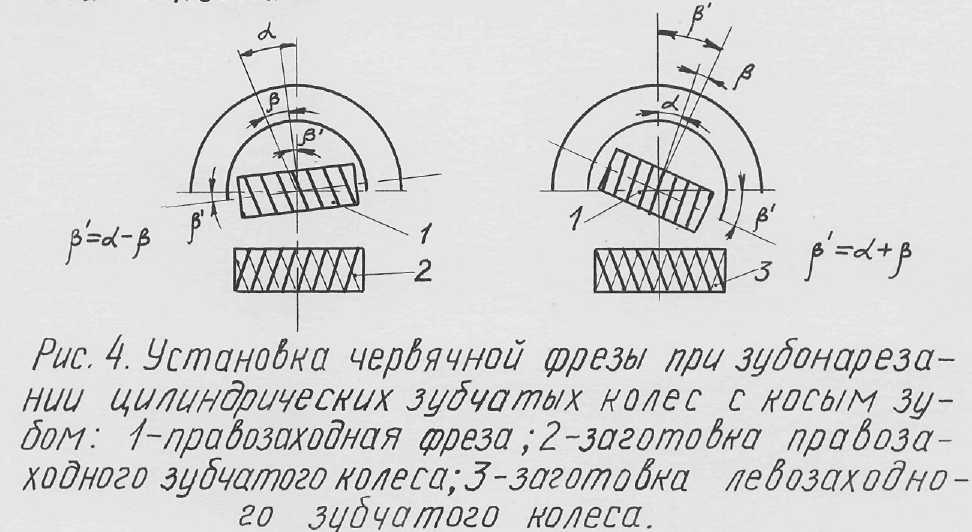 α
β
β'
β'
β'=α-β
1
2
β'
β
α
1
β'
β'=α+β
3
Рис. 4. Установка червячной фрезы при зубонареза-
нии цилиндрических зубчатых колес с косым зу-
бом: 1-правозаходная фреза; 2-заготовка правоза-
ходного зубчатого колеса; 3-заготовка левозаходно-
го зубчатого колеса.